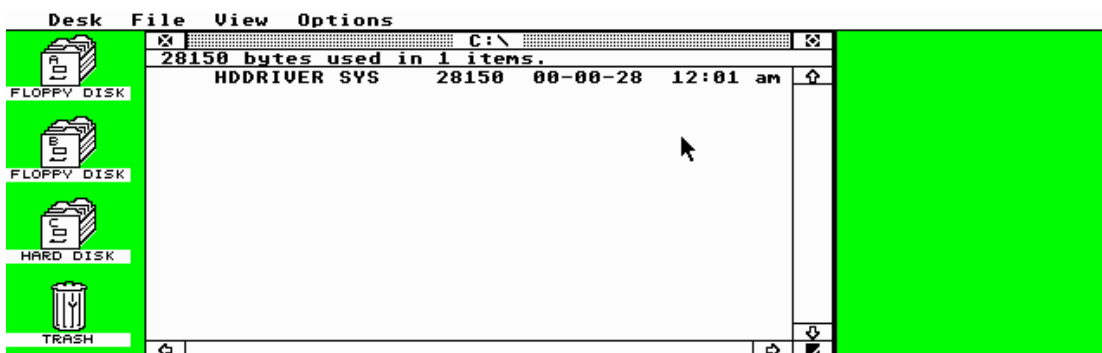 Desk File View Options
C:\
28150 bytes used in 1 items.
HDDRIVER SYS 28150 00-00-28 12:01 am
A
FLOPPY DISK
B
FLOPPY DISK
C
HARD DISK
TRASH